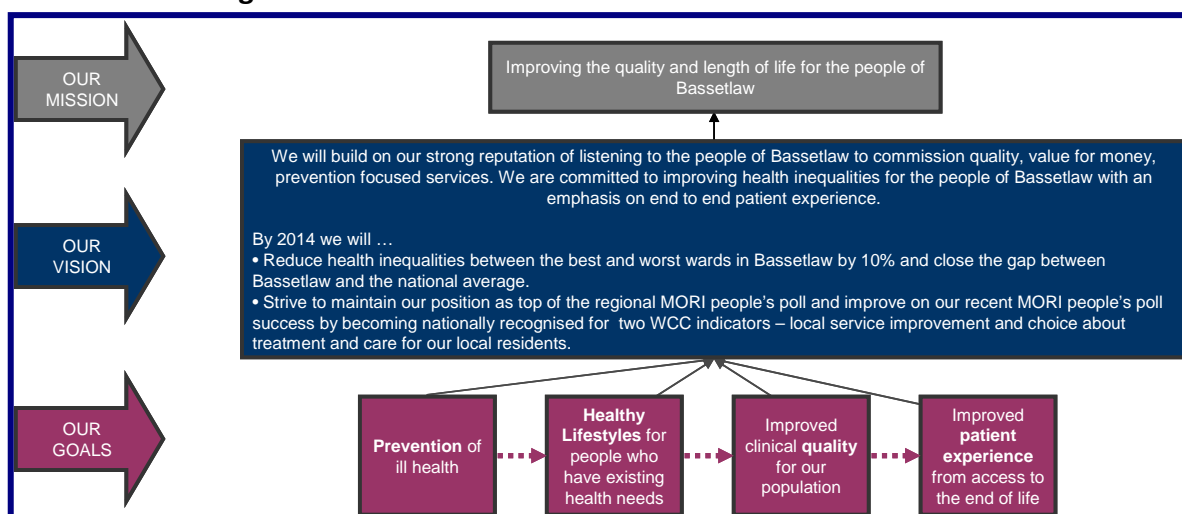 OUR
MISSION
Improving the quality and length of life for the people of
Bassetlaw
OUR
VISION
We will build on our strong reputation of listening to the people of Bassetlaw to commission quality, value for money,
prevention focused services. We are committed to improving health inequalities for the people of Bassetlaw with an
emphasis on end to end patient experience.
By 2014 we will …
• Reduce health inequalities between the best and worst wards in Bassetlaw by 10% and close the gap between
Bassetlaw and the national average.
• Strive to maintain our position as top of the regional MORI people’s poll and improve on our recent MORI people’s poll
success by becoming nationally recognised for two WCC indicators – local service improvement and choice about
treatment and care for our local residents.
OUR
GOALS
Prevention of
ill health
Healthy
Lifestyles for
people who
have existing
health needs
Improved
clinical quality
for our
population
Improved
patient
experience
from access to
the end of life